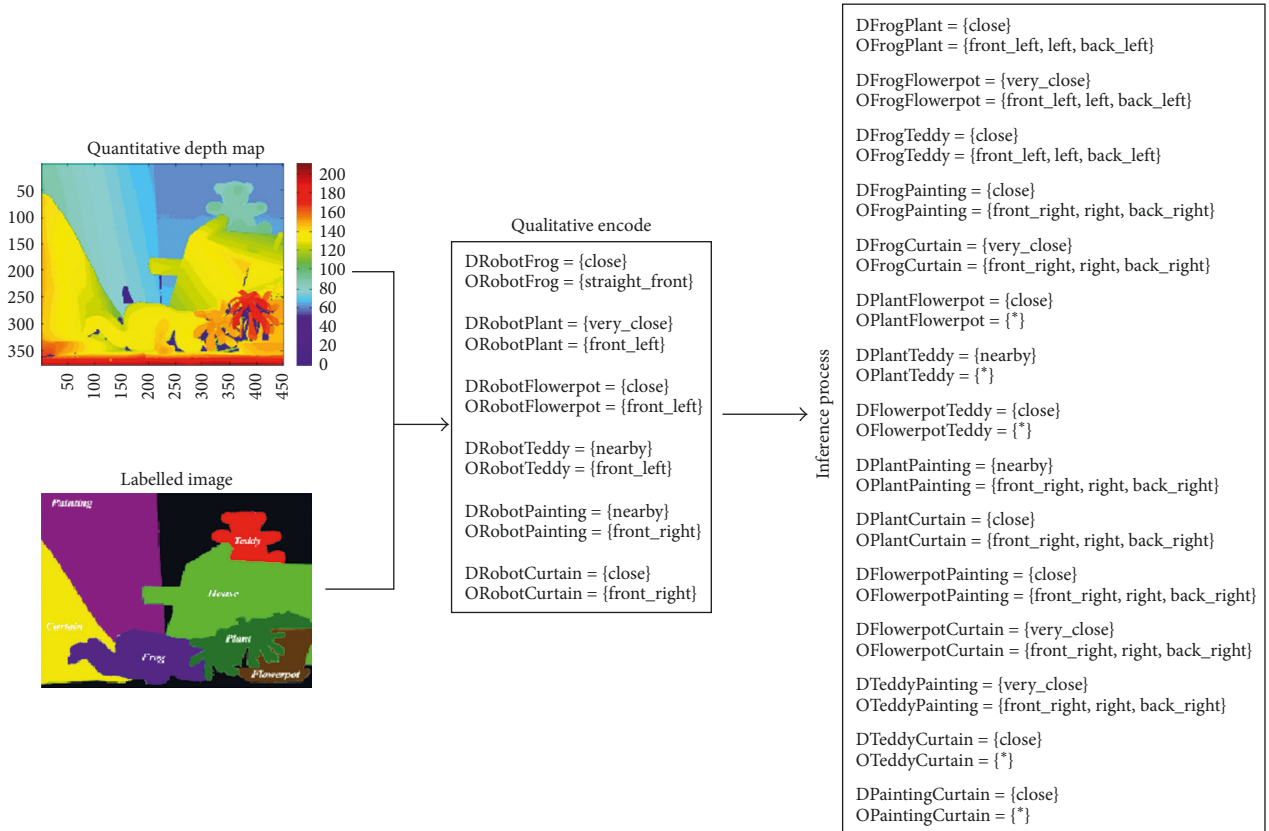 Quantitative depth map
50
100
150
200
250
300
350
50
100
150
200
250
300
350
400
450
200
180
160
140
120
100
80
60
40
20
0
Labelled image
Painting
Teddy
House
Curtain
Plant
Frog
Flowerpot
Qualitative encode
DRobotFrog = {close}
ORobotFrog = {straight_front}
DRobotPlant = {very_close}
ORobotPlant = {front_left}
DRobotFlowerpot = {close}
ORobotFlowerpot = {front_left}
DRobotTeddy = {nearby}
ORobotTeddy = {front_left}
DRobotPainting = {nearby}
ORobotPainting = {front_right}
DRobotCurtain = {close}
ORobotCurtain = {front_right}
Inference process
DFrogPlant = {close}
OFrogPlant = {front_left, left, back_left}
DFrogFlowerpot = {very_close}
OFrogFlowerpot = {front_left, left, back_left}
DFrogTeddy = {close}
OFrogTeddy = {front_left, left, back_left}
DFrogPainting = {close}
OFrogPainting = {front_right, right, back_right}
DFrogCurtain = {very_close}
OFrogCurtain = {front_right, right, back_right}
DPlantFlowerpot = {close}
OPlantFlowerpot = {*}
DPlantTeddy = {nearby}
OPlantTeddy = {*}
DFlowerpotTeddy = {close}
OFlowerpotTeddy = {*}
DPlantPainting = {nearby}
OPlantPainting = {front_right, right, back_right}
DPlantCurtain = {close}
OPlantCurtain = {front_right, right, back_right}
DFlowerpotPainting = {close}
OFlowerpotPainting = {front_right, right, back_right}
DFlowerpotCurtain = {very_close}
OFlowerpotCurtain = {front_right, right, back_right}
DTeddyPainting = {very_close}
OTeddyPainting = {front_right, right, back_right}
DTeddyCurtain = {close}
OTeddyCurtain = {*}
DPaintingCurtain = {close}
OPaintingCurtain = {*}